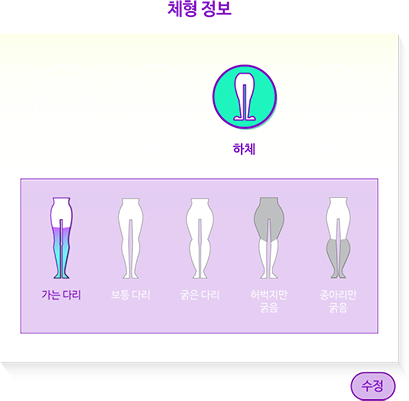 체형 정보
하체
가는 다리
보통 다리
굵은 다리
허벅지만
굵음
종아리만
굵음
수정